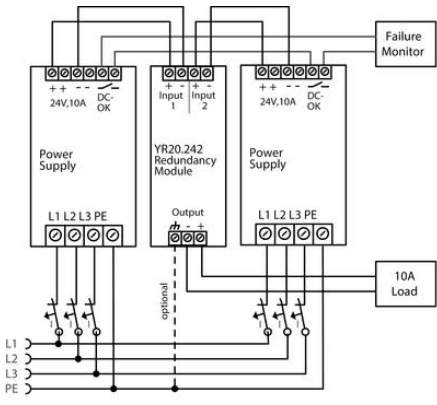 Failure
Monitor
+ + - -
24V,10A
DC-
OK
+ - + -
Input
1
Input
2
+ + - -
24V,10A
DC-
OK
Power
Supply
YR20.242
Redundancy
Module
Power
Supply
L1 L2 L3 PE
Output
- +
L1 L2 L3 PE
optional
10A
Load
I
I
I
I
I
I
L1
L2
L3
PE